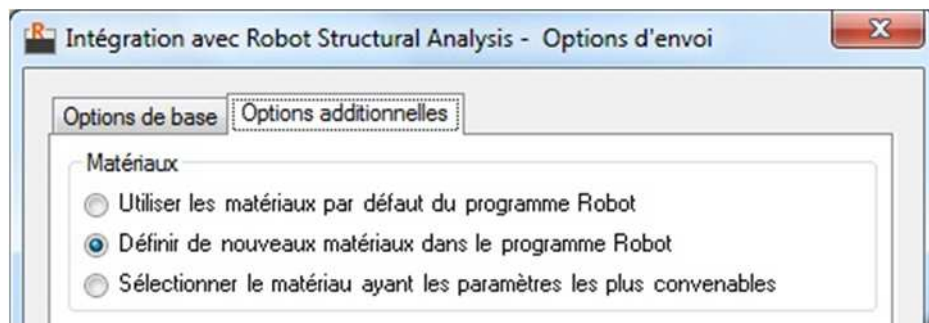 Intégration avec Robot Structural Analysis - Options d'envoi
Options de base
Options additionnelles
Matériaux
Utiliser les matériaux par défaut du programme Robot
Définir de nouveaux matériaux dans le programme Robot
Sélectionner le matériau ayant les paramètres les plus convenables